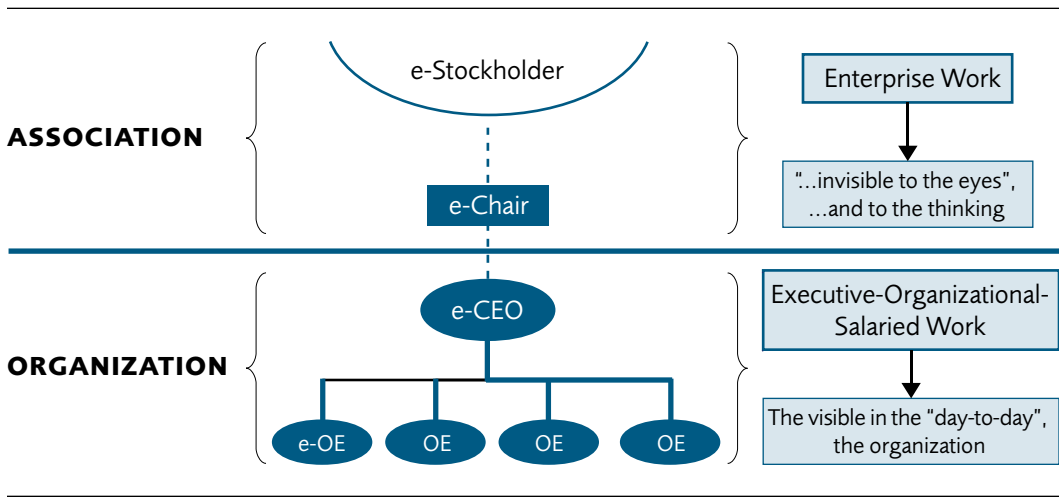 e-Stockholder
Enterprise Work
ASSOCIATION
“...invisible to the eyes”,
...and to the thinking
e-Chair
e-CEO
Executive-Organizational-
Salaried Work
ORGANIZATION
e-OE
OE
OE
OE
The visible in the “day-to-day”,
the organization